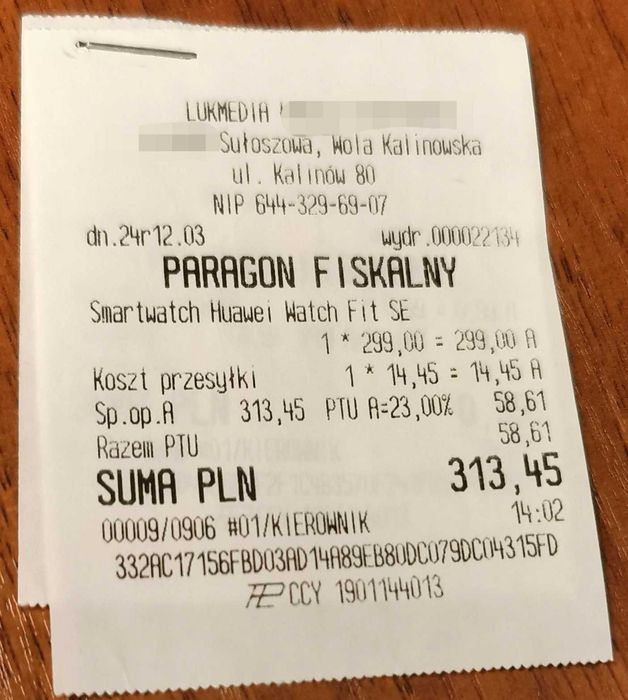 LUKMEDIA
Sułoszowa, Wola Kalinowska
ul. Kalinów 80
NIP 644-329-69-07
dn.24r12.03 wydr.000022134
PARAGON FISKALNY
Smartwatch Huawei Watch Fit SE
1 * 299,00 = 299,00 A
Koszt przesyłki 1 * 14,45 = 14,45 A
Sp.op.A 313,45 PTU A=23,00% 58,61
Razem PTU 58,61
SUMA PLN 313,45
00009/0906 #01/KIEROWNIK 14:02
332AC17156FBD03AD14A89EB80DC079DC04315FD
CCY 1901144013